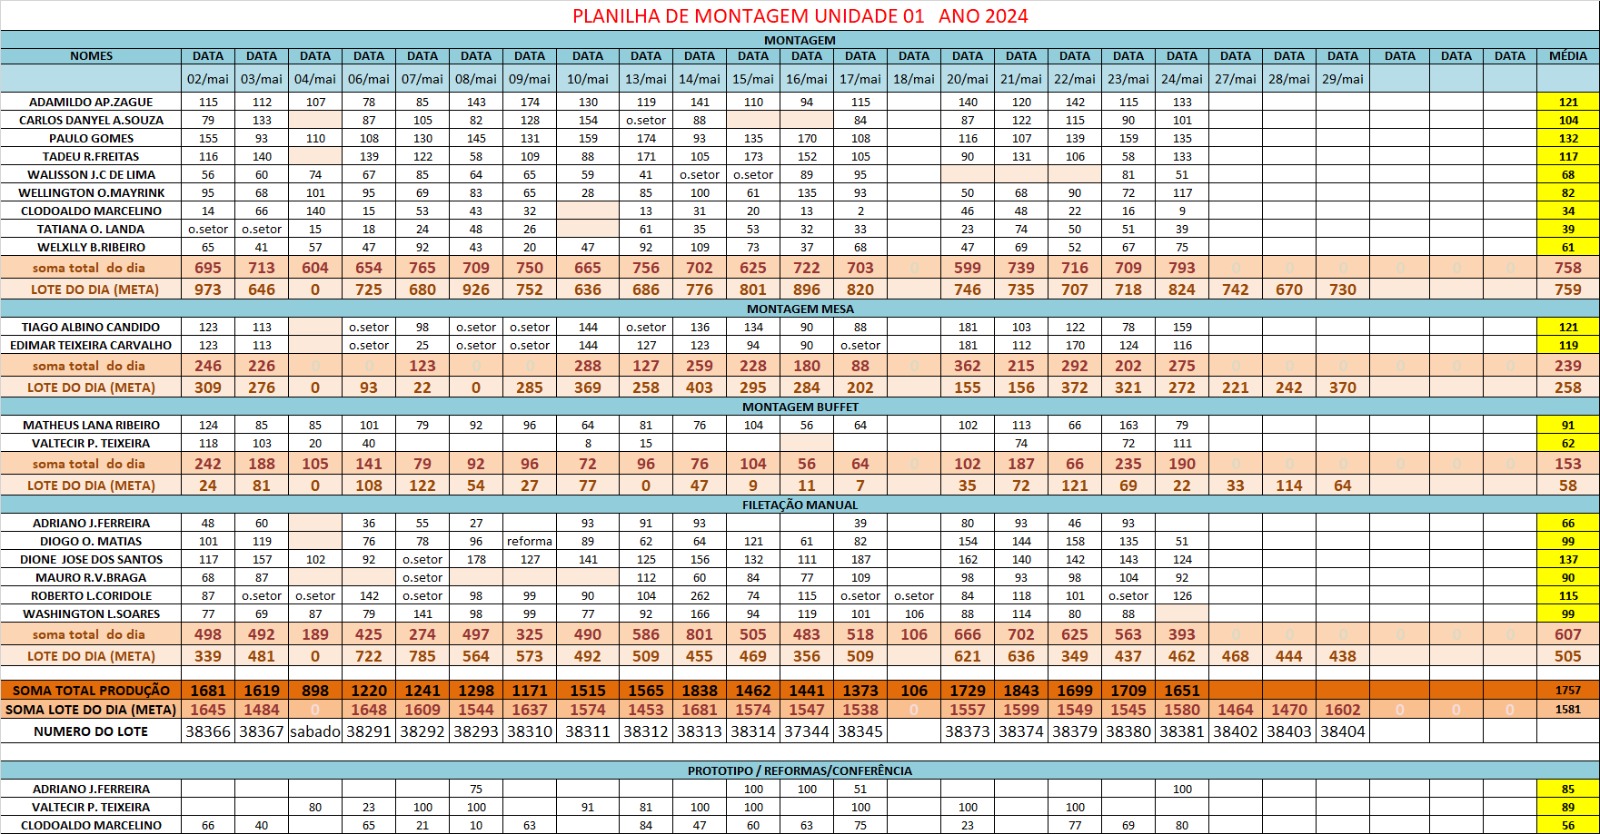 PLANILHA DE MONTAGEM UNIDADE 01 ANO 2024
MONTAGEM
NOMES DATA DATA DATA DATA DATA DATA DATA DATA DATA DATA DATA DATA DATA DATA DATA DATA DATA DATA DATA DATA DATA DATA DATA DATA DATA MÉDIA
02/mai 03/mai 04/mai 06/mai 07/mai 08/mai 09/mai 10/mai 13/mai 14/mai 15/mai 16/mai 17/mai 18/mai 20/mai 21/mai 22/mai 23/mai 24/mai 27/mai 28/mai 29/mai
ADAMILDO AP.ZAGUE 115 112 107 78 85 143 174 130 119 141 110 94 115 140 120 142 115 133 121
CARLOS DANYEL A.SOUZA 79 133 87 105 82 128 154 o.setor 88 84 87 122 115 90 101 104
PAULO GOMES 155 93 110 108 130 145 131 159 174 93 135 170 108 116 107 139 159 135 132
TADEU R.FREITAS 116 140 139 122 58 109 88 171 105 173 152 105 90 131 106 58 133 117
WALISSON J.C DE LIMA 56 60 74 67 85 64 65 59 41 o.setor o.setor 89 95 81 51 68
WELLINGTON O.MAYRINK 95 68 101 95 69 83 65 28 85 100 61 135 93 50 68 90 72 117 82
CLODOALDO MARCELINO 14 66 140 15 53 43 32 13 31 20 13 2 46 48 22 16 9 34
TATIANA O. LANDA o.setor o.setor 15 18 24 48 26 61 35 53 32 33 23 74 50 51 39 39
WELXLLY B.RIBEIRO 65 41 57 47 92 43 20 47 92 109 73 37 68 47 69 52 67 75 61
soma total do dia 695 713 604 654 765 709 750 665 756 702 625 722 703 0 599 739 716 709 793 0 0 0 0 0 0 758
LOTE DO DIA (META) 973 646 0 725 680 926 752 636 686 776 801 896 820 746 735 707 718 824 742 670 730 759
MONTAGEM MESA
TIAGO ALBINO CANDIDO 123 113 o.setor 98 o.setor o.setor 144 o.setor 136 134 90 88 181 103 122 78 159 121
EDIMAR TEIXEIRA CARVALHO 123 113 o.setor 25 o.setor o.setor 144 127 123 94 90 o.setor 181 112 170 124 116 119
soma total do dia 246 226 0 0 123 0 0 288 127 259 228 180 88 0 362 215 292 202 275 0 0 0 0 0 0 239
LOTE DO DIA (META) 309 276 0 93 22 0 285 369 258 403 295 284 202 155 156 372 321 272 221 242 370 258
MONTAGEM BUFFET
MATHEUS LANA RIBEIRO 124 85 85 101 79 92 96 64 81 76 104 56 64 102 113 66 163 79 91
VALTECIR P. TEIXEIRA 118 103 20 40 8 15 74 72 111 62
soma total do dia 242 188 105 141 79 92 96 72 96 76 104 56 64 0 102 187 66 235 190 0 0 0 0 0 0 153
LOTE DO DIA (META) 24 81 0 108 122 54 27 77 0 47 9 11 7 35 72 121 69 22 33 114 64 58
FILETAÇÃO MANUAL
ADRIANO J.FERREIRA 48 60 36 55 27 93 91 93 39 80 93 46 93 66
DIOGO O. MATIAS 101 119 76 78 96 reforma 89 62 64 121 61 82 154 144 158 135 51 99
DIONE JOSE DOS SANTOS 117 157 102 92 o.setor 178 127 141 125 156 132 111 187 162 140 142 143 124 137
MAURO R.V.BRAGA 68 87 o.setor 112 60 84 77 109 98 93 98 104 92 90
ROBERTO L.CORIDOLE 87 o.setor o.setor 142 o.setor 98 99 90 104 262 74 115 o.setor o.setor 84 118 101 o.setor 126 115
WASHINGTON L.SOARES 77 69 87 79 141 98 99 77 92 166 94 119 101 106 88 114 80 88 99
soma total do dia 498 492 189 425 274 497 325 490 586 801 505 483 518 106 666 702 625 563 393 0 0 0 0 0 0 607
LOTE DO DIA (META) 339 481 0 722 785 564 573 492 509 455 469 356 509 621 636 349 437 462 468 444 438 505
SOMA TOTAL PRODUÇÃO 1681 1619 898 1220 1241 1298 1171 1515 1565 1838 1462 1441 1373 106 1729 1843 1699 1709 1651 1757
SOMA LOTE DO DIA (META) 1645 1484 0 1648 1609 1544 1637 1574 1453 1681 1574 1547 1538 0 1557 1599 1549 1545 1580 1464 1470 1602 0 0 0 1581
NUMERO DO LOTE 38366 38367 sabado 38291 38292 38293 38310 38311 38312 38313 38314 37344 38345 38373 38374 38379 38380 38381 38402 38403 38404
PROTOTIPO / REFORMAS/CONFERÊNCIA
ADRIANO J.FERREIRA 75 100 100 51 100 85
VALTECIR P. TEIXEIRA 80 23 100 100 91 81 100 100 100 100 100 89
CLODOALDO MARCELINO 66 40 65 21 10 63 84 47 60 63 75 23 77 69 80 56